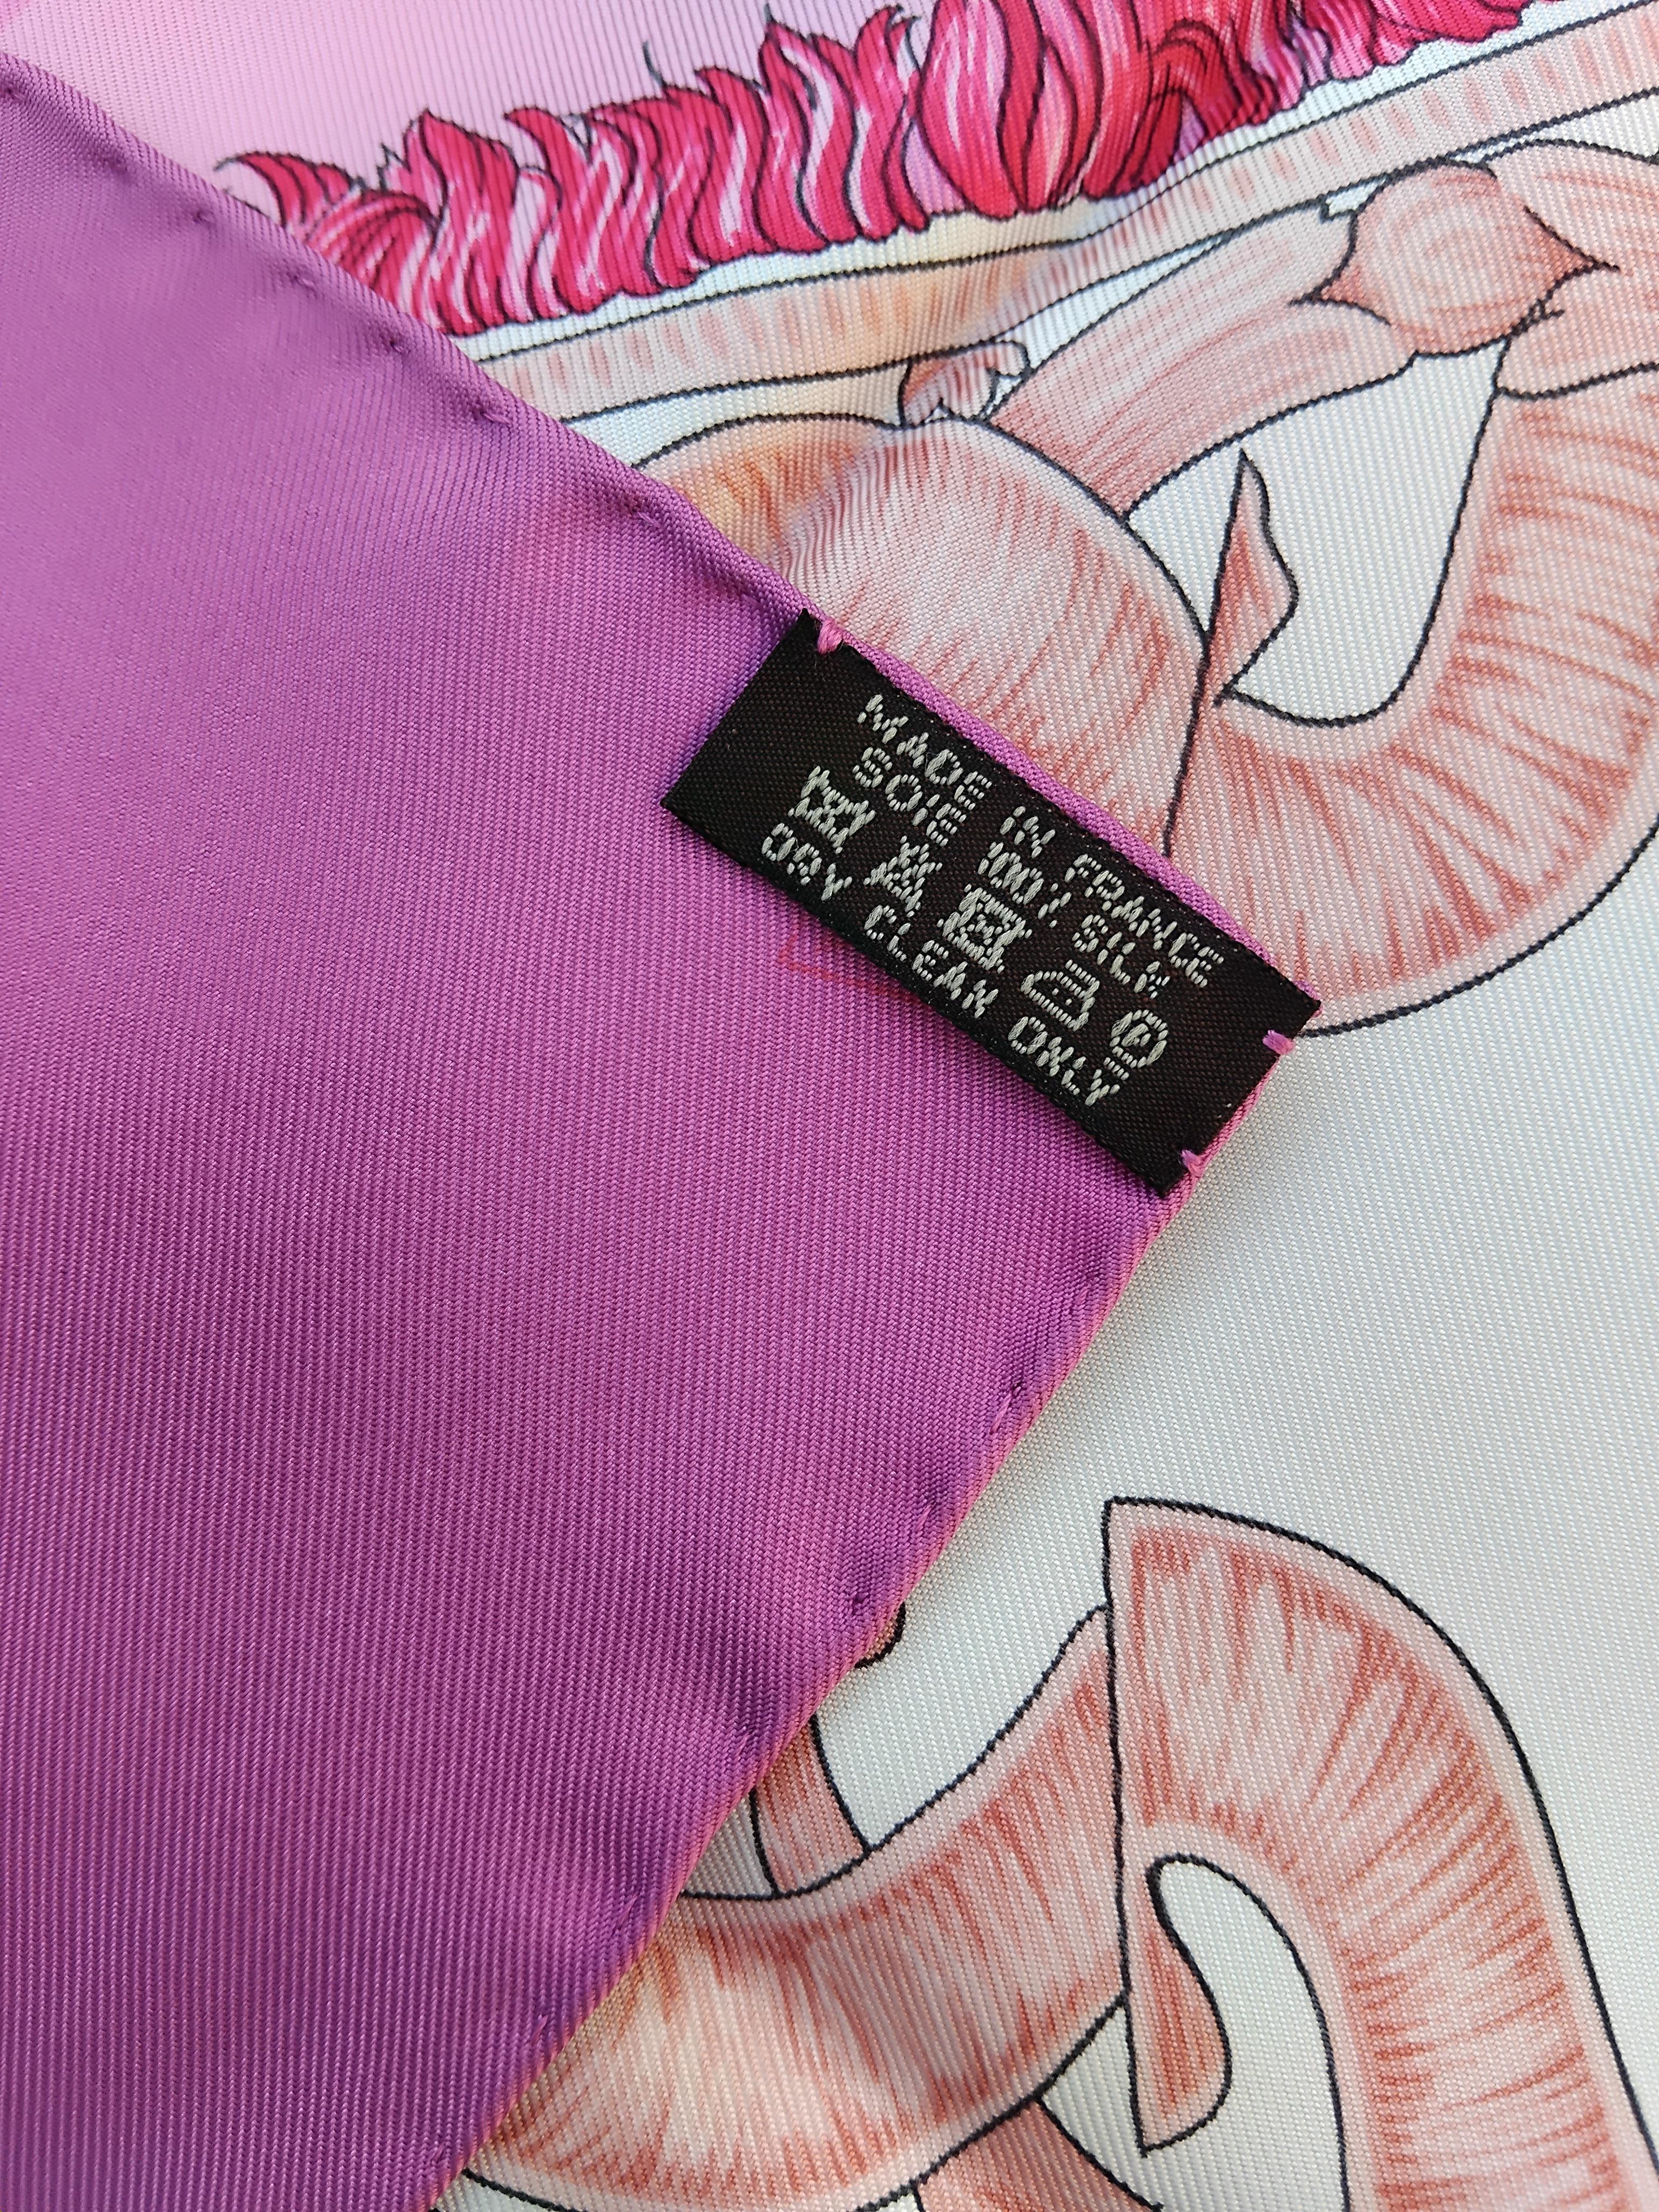 MADE IN FRANCE
SOIE 100% SILK
P
DRY CLEAN ONLY